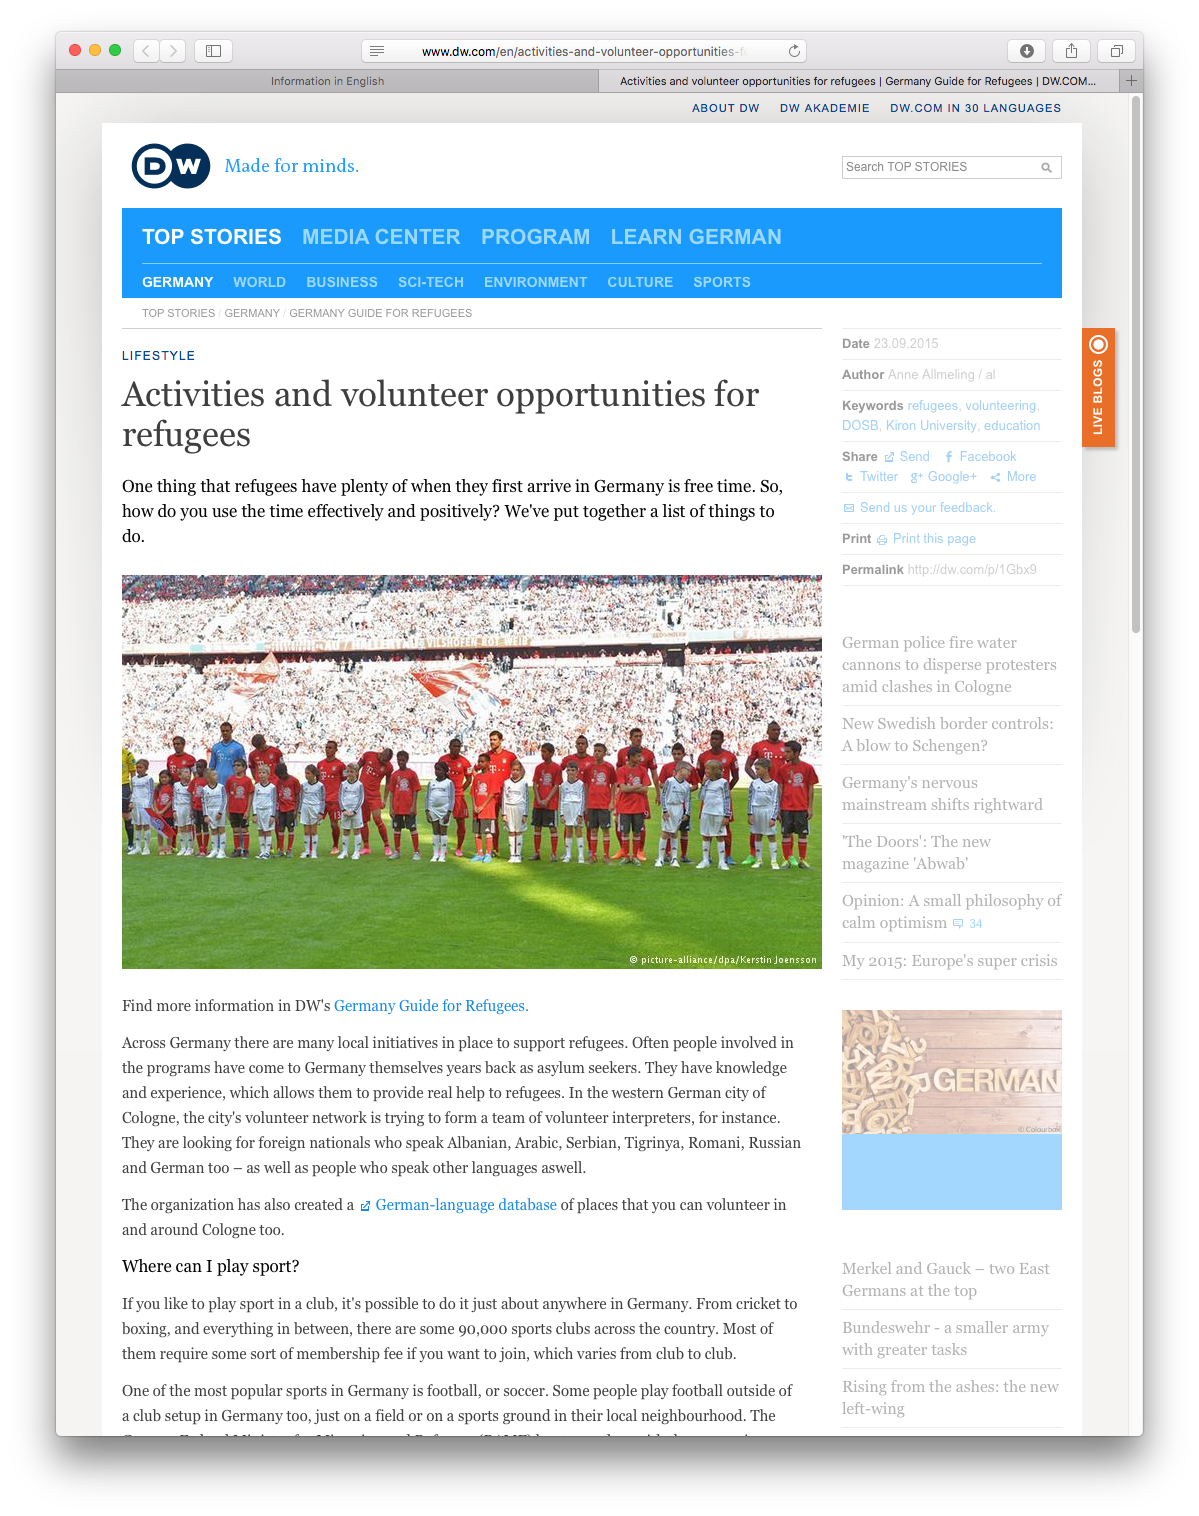 www.dw.com/en/activities-and-volunteer-opportunities-
Information in English
Activities and volunteer opportunities for refugees | Germany Guide for Refugees | DW.COM...
ABOUT DW DW AKADEMIE DW.COM IN 30 LANGUAGES
DW Made for minds.
Search TOP STORIES
TOP STORIES MEDIA CENTER PROGRAM LEARN GERMAN
GERMANY WORLD BUSINESS SCI-TECH ENVIRONMENT CULTURE SPORTS
TOP STORIES / GERMANY / GERMANY GUIDE FOR REFUGEES
LIFESTYLE
Activities and volunteer opportunities for
refugees
One thing that refugees have plenty of when they first arrive in Germany is free time. So,
how do you use the time effectively and positively? We've put together a list of things to
do.
© picture-alliance/dpa/Kerstin Joensson
Find more information in DW's Germany Guide for Refugees.
Across Germany there are many local initiatives in place to support refugees. Often people involved in
the programs have come to Germany themselves years back as asylum seekers. They have knowledge
and experience, which allows them to provide real help to refugees. In the western German city of
Cologne, the city's volunteer network is trying to form a team of volunteer interpreters, for instance.
They are looking for foreign nationals who speak Albanian, Arabic, Serbian, Tigrinya, Romani, Russian
and German too – as well as people who speak other languages aswell.
The organization has also created a German-language database of places that you can volunteer in
and around Cologne too.
Where can I play sport?
If you like to play sport in a club, it's possible to do it just about anywhere in Germany. From cricket to
boxing, and everything in between, there are some 90,000 sports clubs across the country. Most of
them require some sort of membership fee if you want to join, which varies from club to club.
One of the most popular sports in Germany is football, or soccer. Some people play football outside of
a club setup in Germany too, just on a field or on a sports ground in their local neighbourhood. The
Date 23.09.2015
Author Anne Allmeling / al
Keywords refugees, volunteering,
DOSB, Kiron University, education
Share Send Facebook
Twitter Google+ More
Send us your feedback.
Print Print this page
Permalink http://dw.com/p/1Gbx9
LIVE BLOGS
German police fire water
cannons to disperse protesters
amid clashes in Cologne
New Swedish border controls:
A blow to Schengen?
Germany's nervous
mainstream shifts rightward
'The Doors': The new
magazine 'Abwab'
Opinion: A small philosophy of
calm optimism 34
My 2015: Europe's super crisis
GERMAN
© Colourbox
Merkel and Gauck – two East
Germans at the top
Bundeswehr - a smaller army
with greater tasks
Rising from the ashes: the new
left-wing